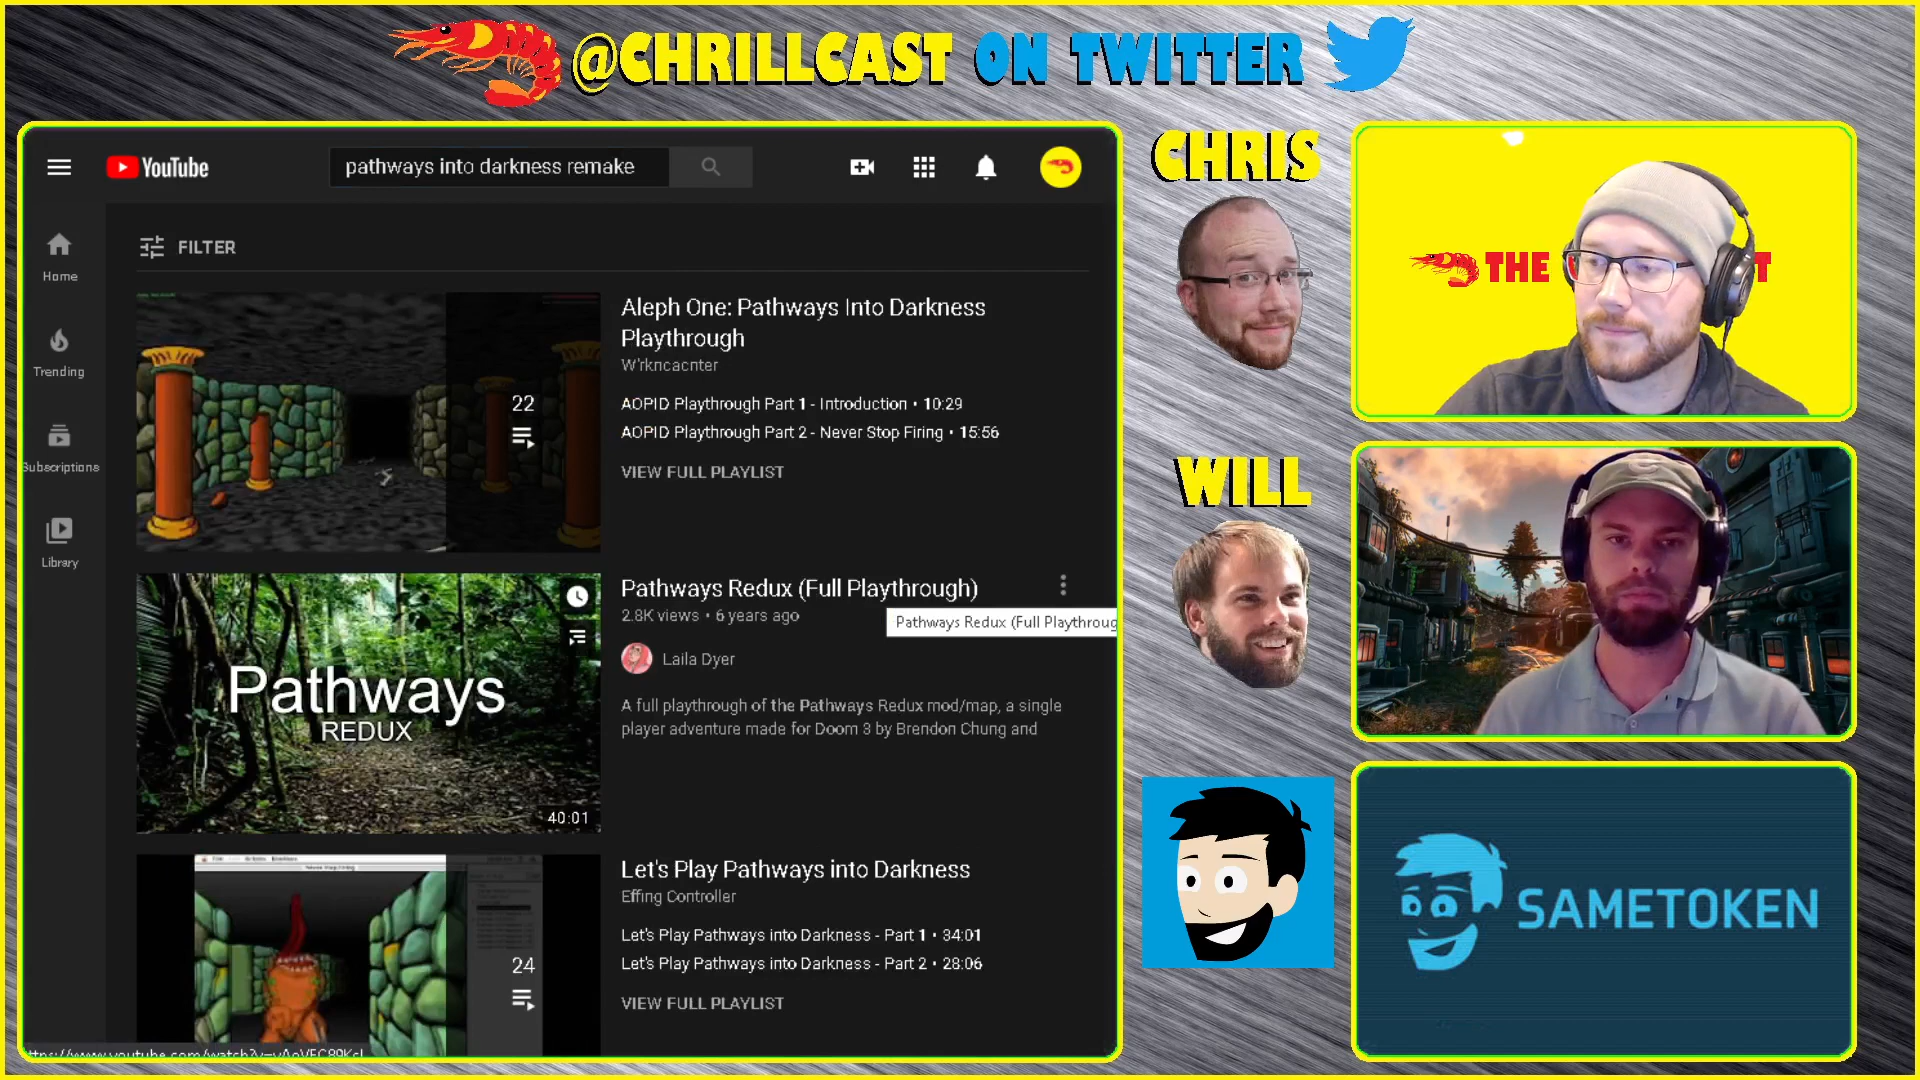 @CHRILLCAST ON TWITTER
YouTube
pathways into darkness remake
Home
Trending
Subscriptions
Library
FILTER
Aleph One: Pathways Into Darkness
Playthrough
W'rkncacnter
22
AOPID Playthrough Part 1 - Introduction • 10:29
AOPID Playthrough Part 2 - Never Stop Firing • 15:56
VIEW FULL PLAYLIST
Pathways
REDUX
40:01
Pathways Redux (Full Playthrough)
2.8K views • 6 years ago
Pathways Redux (Full Playthroug
Laila Dyer
A full playthrough of the Pathways Redux mod/map, a single
player adventure made for Doom 3 by Brendon Chung and
24
Let's Play Pathways into Darkness
Effing Controller
Let's Play Pathways into Darkness - Part 1 • 34:01
Let's Play Pathways into Darkness - Part 2 • 28:06
VIEW FULL PLAYLIST
CHRIS
THE
T
WILL
SAMETOKEN